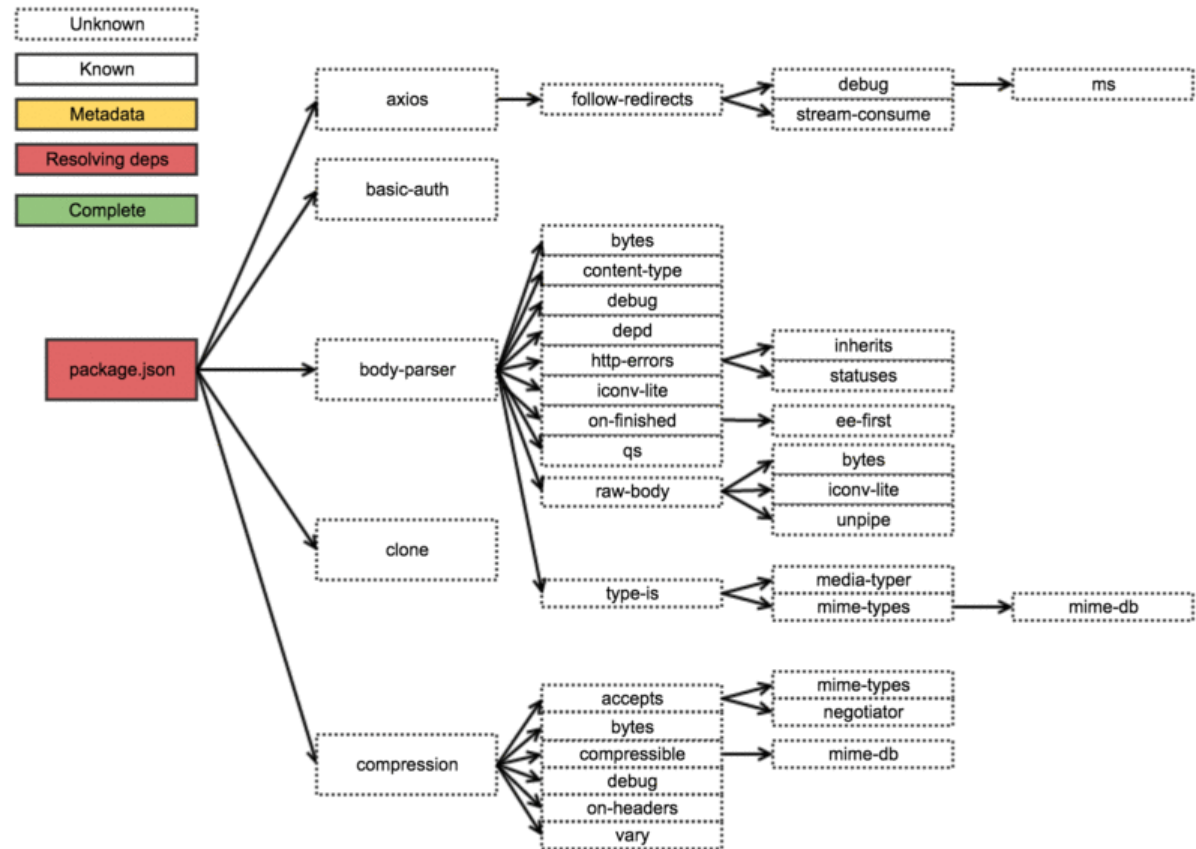 Unknown
Known
Metadata
Resolving deps
Complete
package.json
axios
basic-auth
body-parser
clone
compression
follow-redirects
bytes
content-type
debug
depd
http-errors
iconv-lite
on-finished
qs
raw-body
type-is
accepts
bytes
compressible
debug
on-headers
vary
debug
stream-consume
inherits
statuses
ee-first
bytes
iconv-lite
unpipe
media-typer
mime-types
mime-types
negotiator
mime-db
ms
mime-db